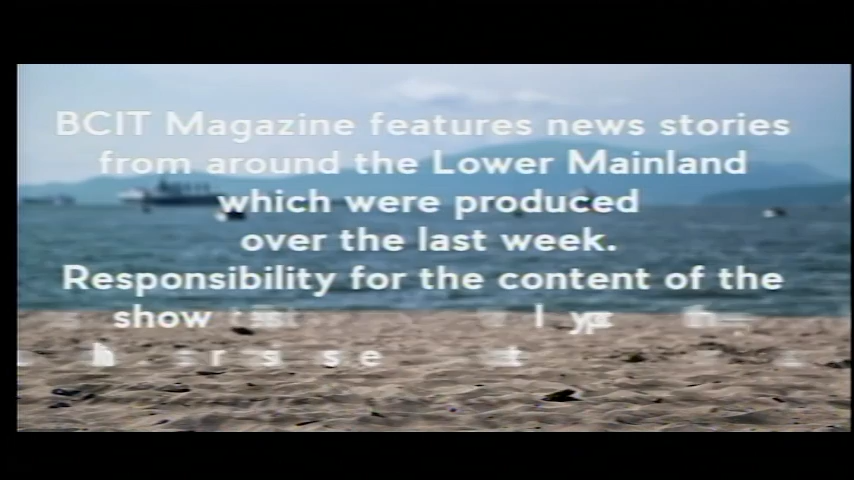 BCIT Magazine features news stories
from around the Lower Mainland
which were produced
over the last week.
Responsibility for the content of the
show